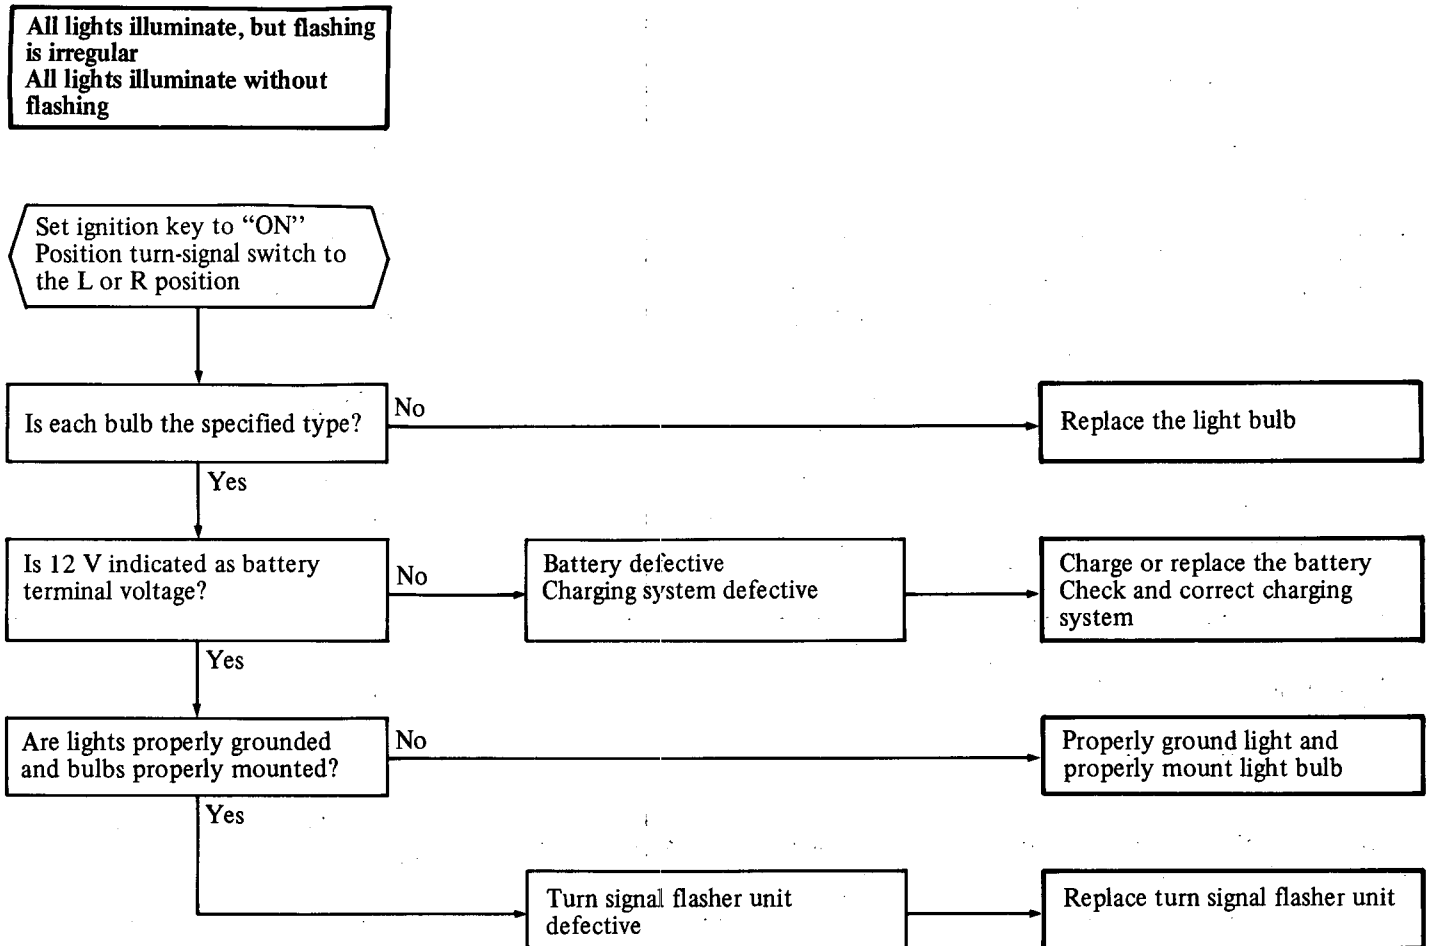 All lights illuminate, but flashing
is irregular
All lights illuminate without
flashing
Set ignition key to “ON”
Position turn-signal switch to
the L or R position
Is each bulb the specified type?
No
Replace the light bulb
Yes
Is 12 V indicated as battery
terminal voltage?
No
Battery defective
Charging system defective
Charge or replace the battery
Check and correct charging
system
Yes
Are lights properly grounded
and bulbs properly mounted?
No
Properly ground light and
properly mount light bulb
Yes
Turn signal flasher unit
defective
Replace turn signal flasher unit